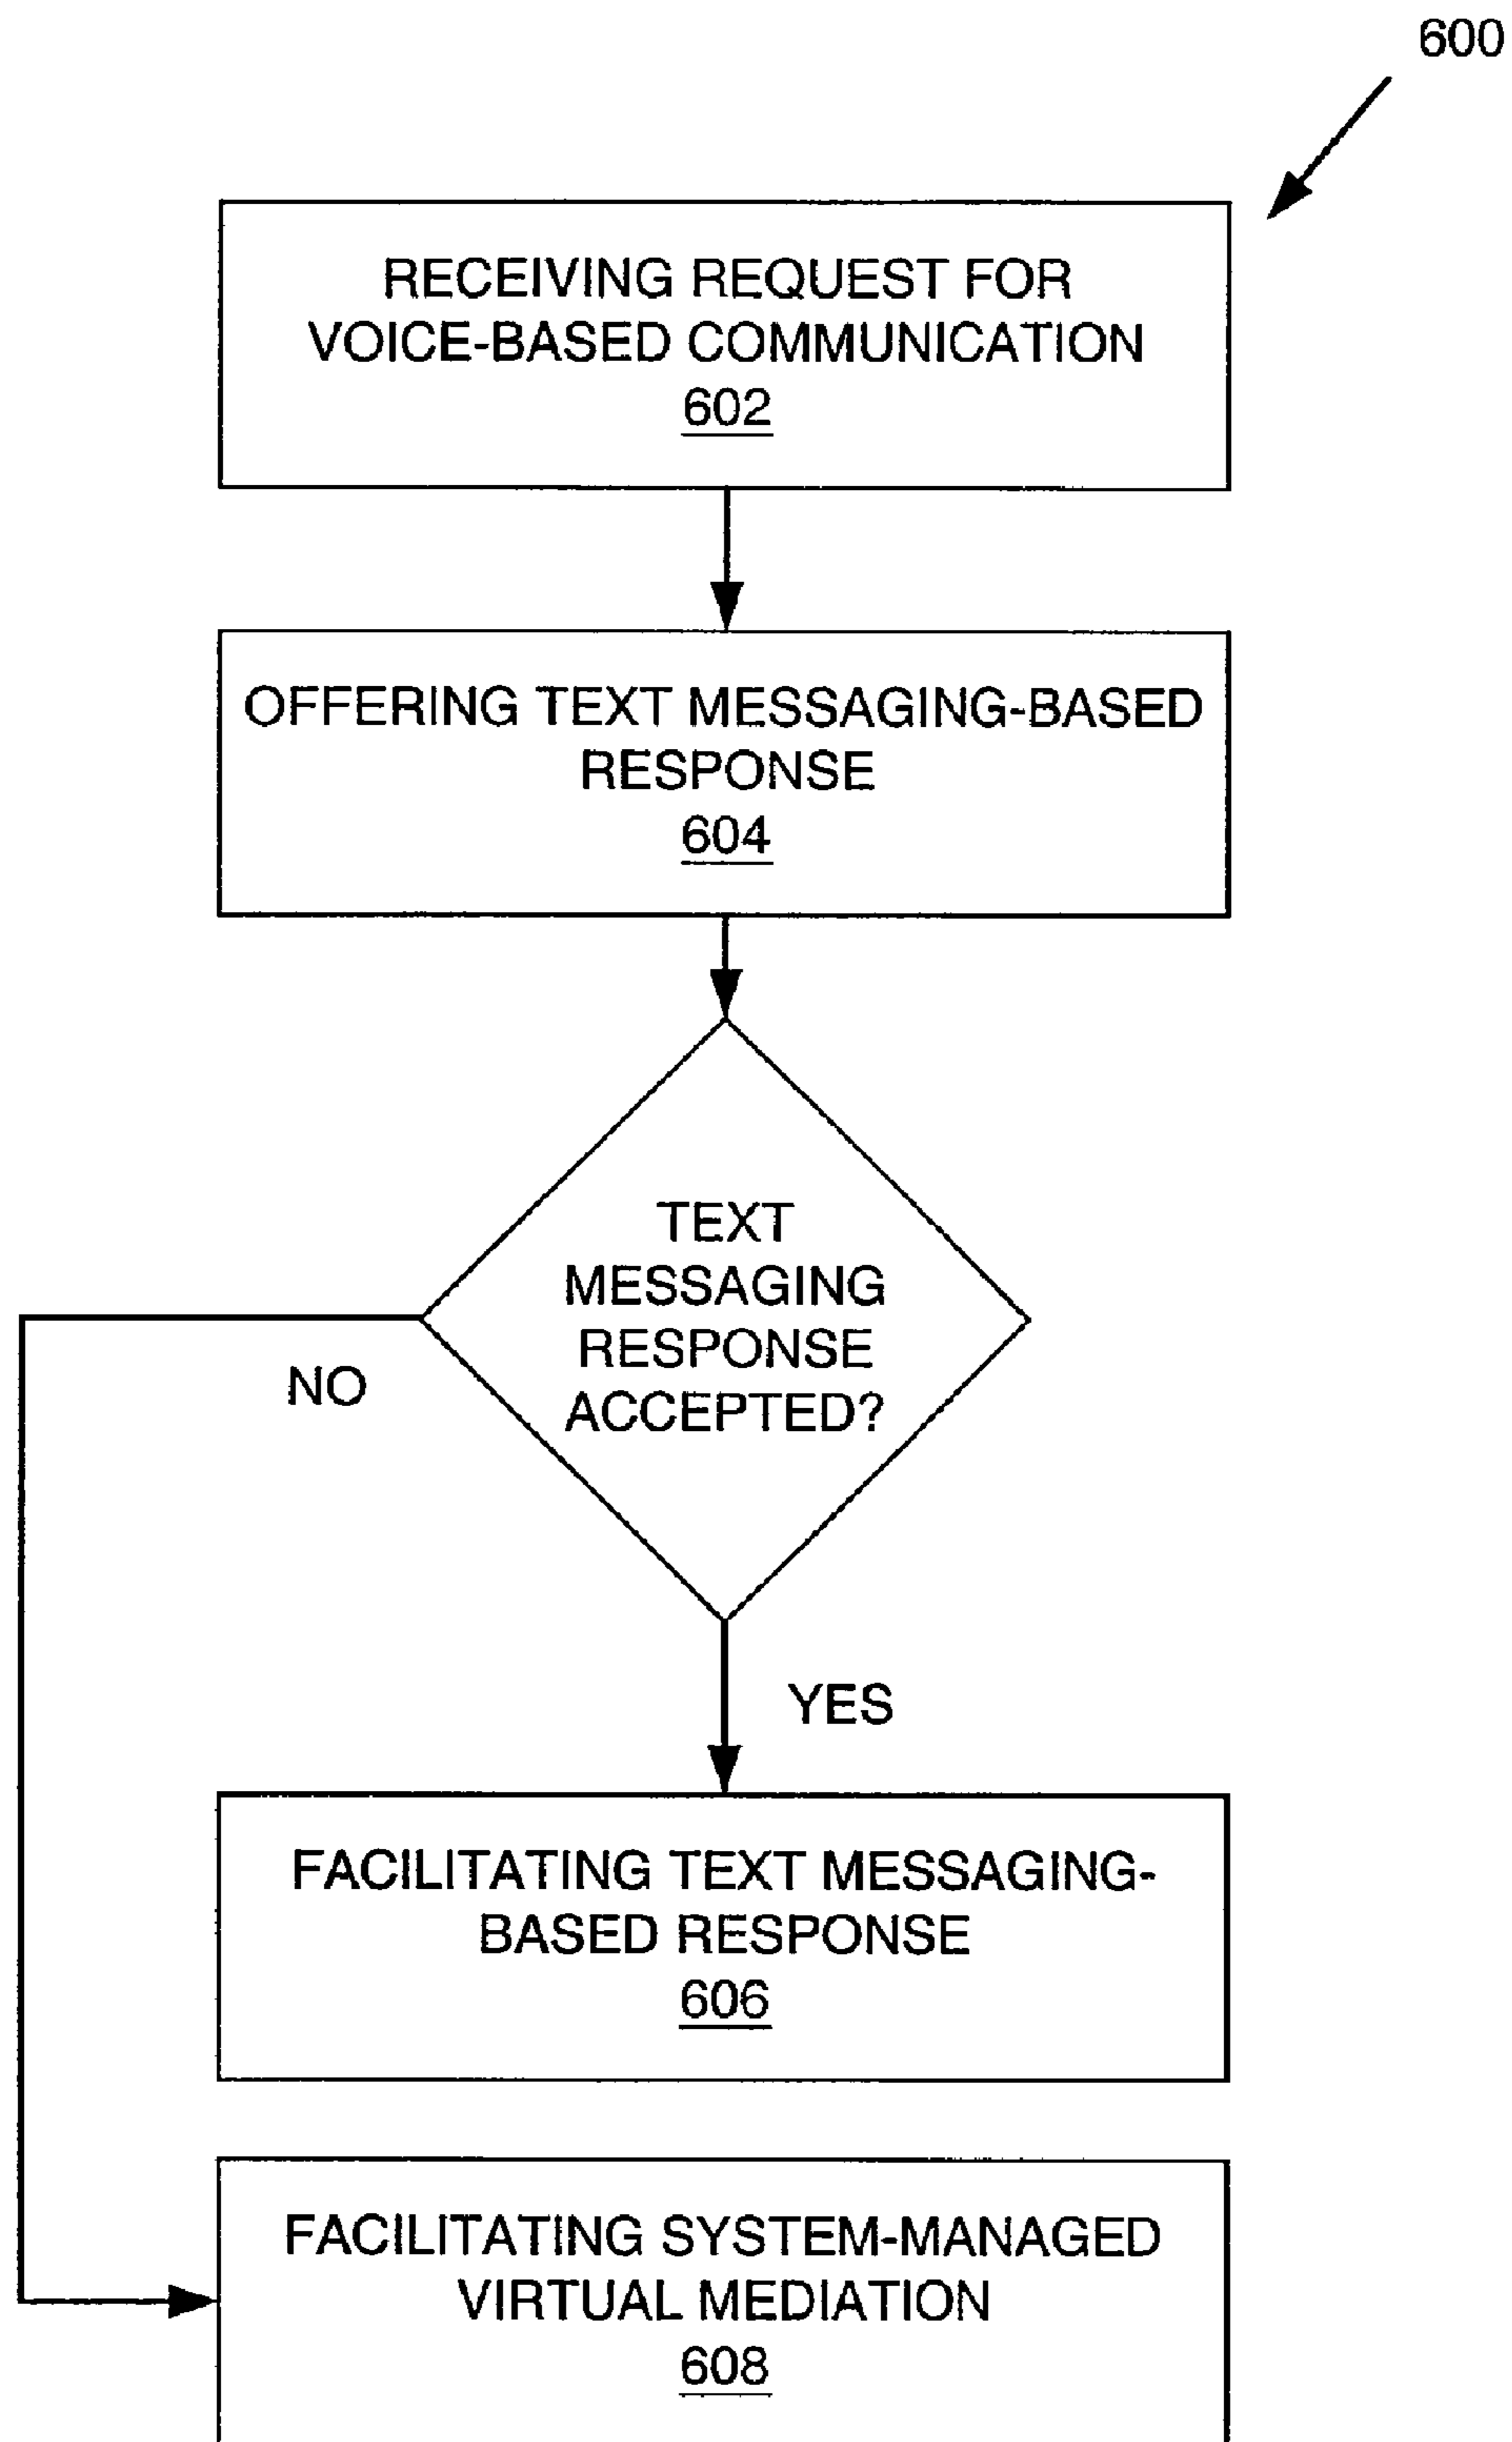 600
RECEIVING REQUEST FOR
VOICE-BASED COMMUNICATION
602
OFFERING TEXT MESSAGING-BASED
RESPONSE
604
TEXT
MESSAGING
RESPONSE
ACCEPTED?
NO
YES
FACILITATING TEXT MESSAGING-
BASED RESPONSE
606
FACILITATING SYSTEM-MANAGED
VIRTUAL MEDIATION
608